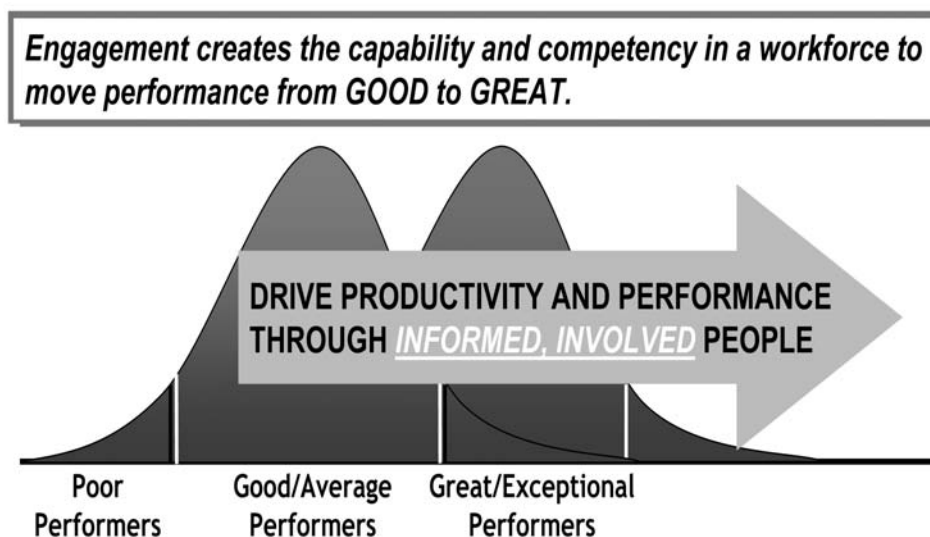 Engagement creates the capability and competency in a workforce to
move performance from GOOD to GREAT.
DRIVE PRODUCTIVITY AND PERFORMANCE
THROUGH INFORMED, INVOLVED PEOPLE
Poor
Performers
Good/Average
Performers
Great/Exceptional
Performers